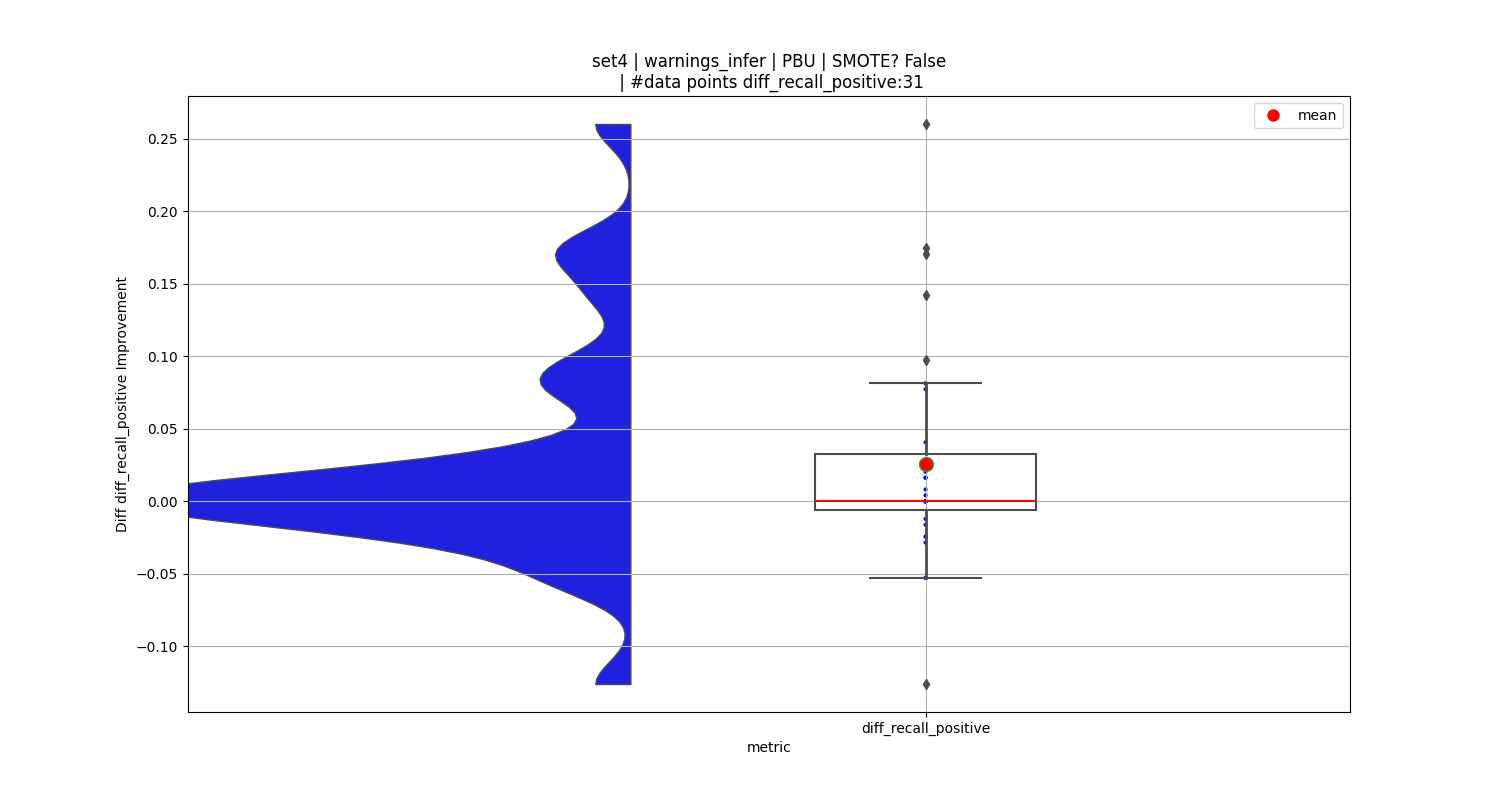 set4 | warnings_infer | PBU | SMOTE? False
| #data points diff_recall_positive:31
mean
0.25
0.20
0.15
0.10
0.05
0.00
−0.05
−0.10
Diff diff_recall_positive Improvement
diff_recall_positive
metric